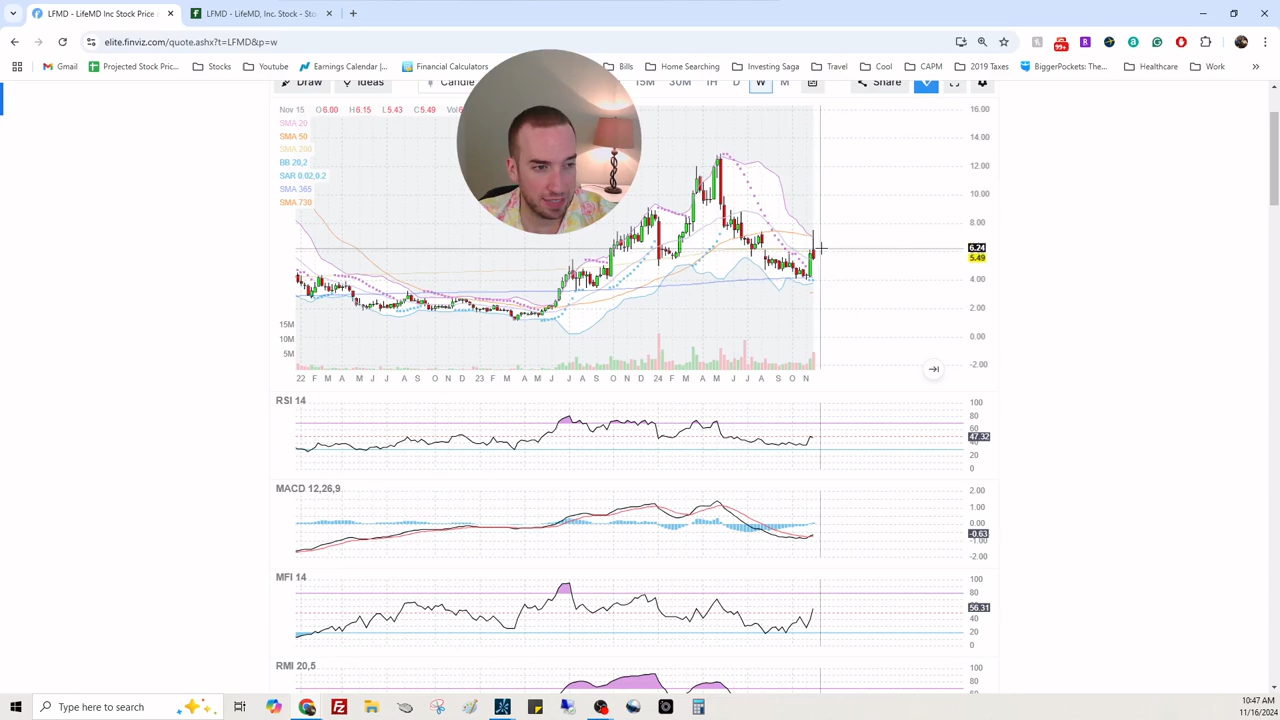 LFMD - LifeMD Inc Stock Price a
LFMD - LifeMD, Inc. Stock - Sto
elite.finviz.com/quote.ashx?t=LFMD&p=w
99+
Gmail
Projected Stock Pric...
Stocks
Youtube
Earnings Calendar |...
Financial Calculators
Bills
Home Searching
Investing Saga
Travel
Cool
CAPM
2019 Taxes
BiggerPockets: The...
Healthcare
Work
Draw
Ideas
Candle
15M
30M
1H
D
W
M
Share
Nov 15 O6.00 H6.15 L5.43 C5.49 Vol6
SMA 20
SMA 50
SMA 200
BB 20,2
SAR 0.02,0.2
SMA 365
SMA 730
16.00
14.00
12.00
10.00
8.00
6.24
5.49
4.00
2.00
0.00
-2.00
15M
10M
5M
22 F M A M J J A S O N D 23 F M A M J J A S O N D 24 F M A M J J A S O N
RSI 14
100
80
60
47.32
40
20
0
MACD 12,26,9
2.00
1.00
0.00
-0.63
-1.00
-2.00
MFI 14
100
80
56.31
40
20
0
RMI 20,5
100
80
Type here to search
10:47 AM
11/16/2024